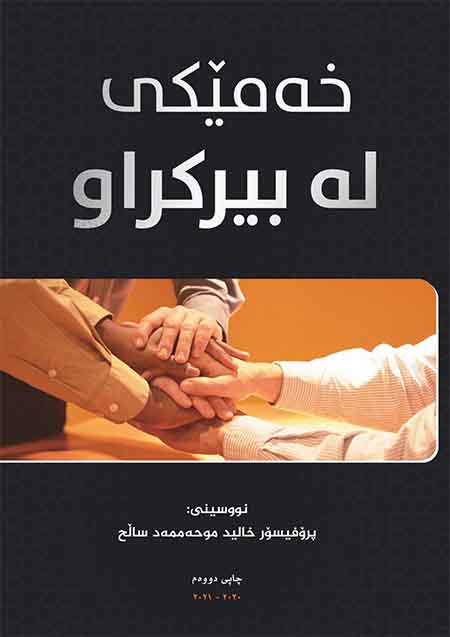 خەمێکی
لە بیرکراو
نووسینی:
پرۆفیسۆر خالید موحەممەد ساڵح
چاپی دووەم
٢٠٢٠ - ٢٠٢١